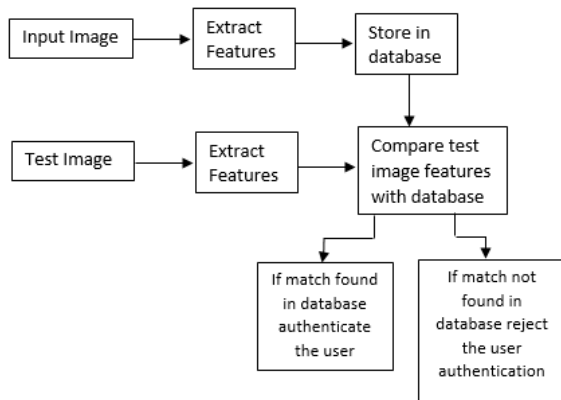 Input Image
Extract
Features
Store in
database
Test Image
Extract
Features
Compare test
image features
with database
If match found
in database
authenticate
the user
If match not
found in
database reject
the user
authentication